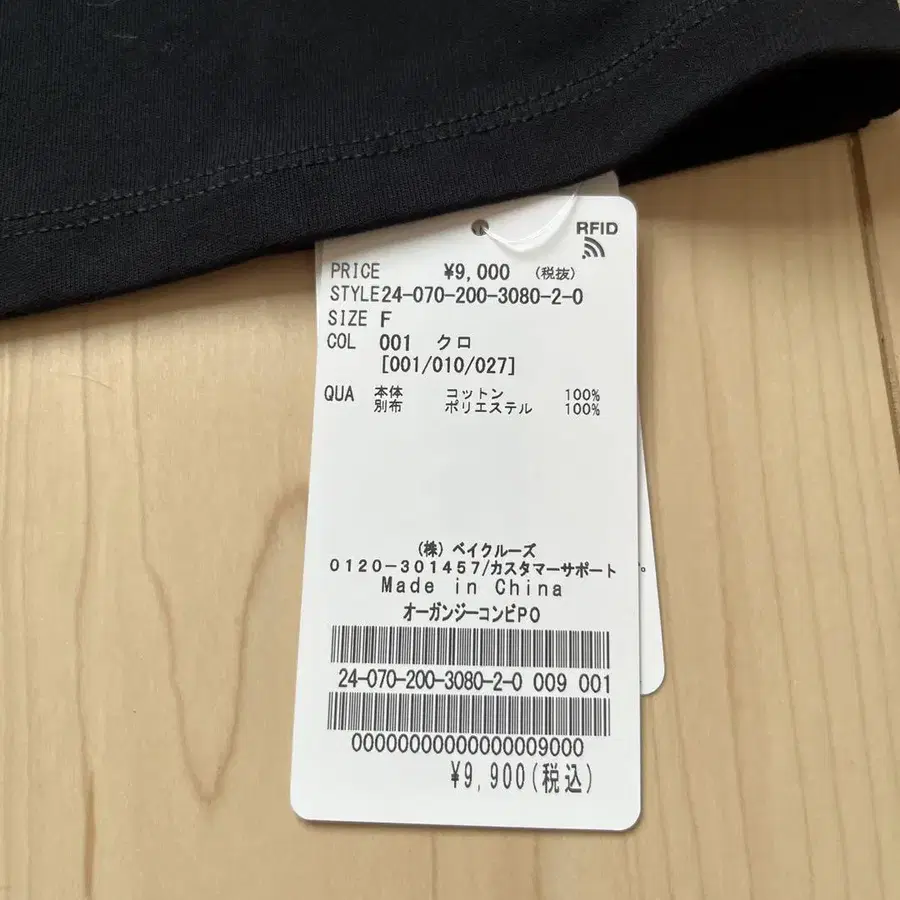 RFID
PRICE ¥9,000 (税抜)
STYLE24-070-200-3080-2-0
SIZE F
COL 001 クロ
[001/010/027]
QUA 本体 コットン 100%
別布 ポリエステル 100%
(株) ベイクルーズ
0120-301457/カスタマーサポート
Made in China
オーガンジーコンビPO
24-070-200-3080-2-0 009 001
00000000000000009000
¥9,900(税込)